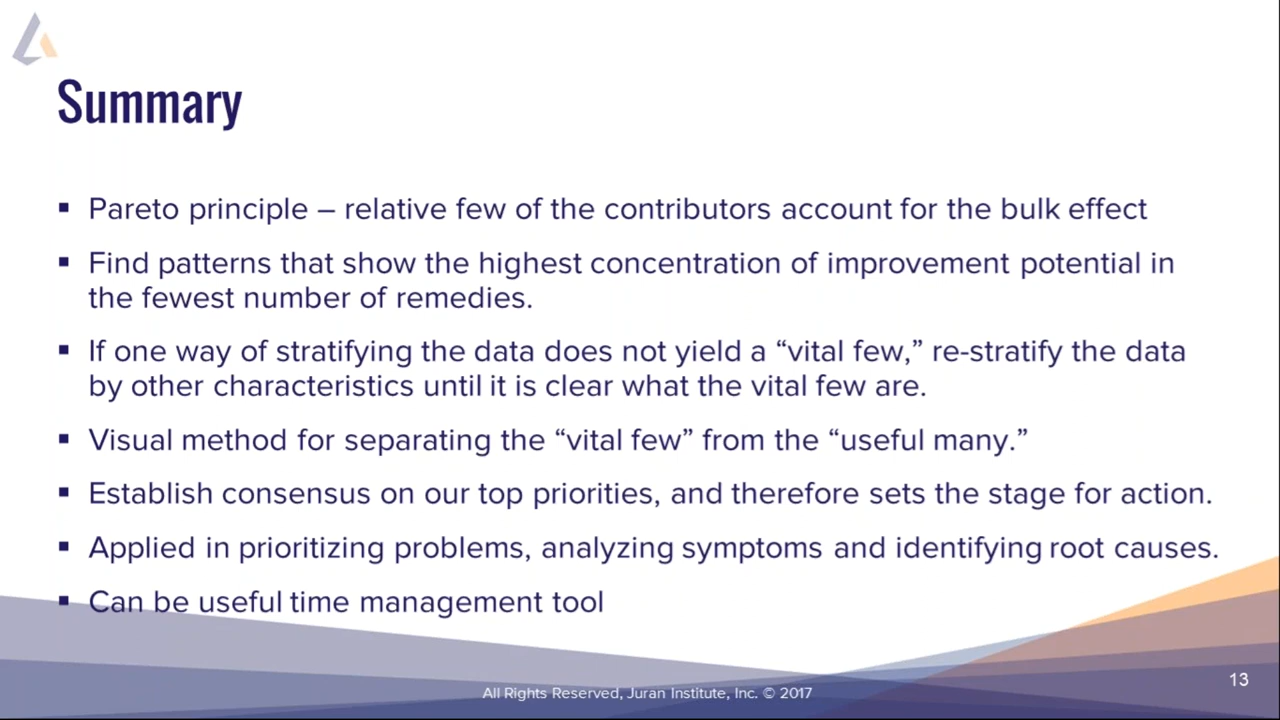 Summary
▪ Pareto principle – relative few of the contributors account for the bulk effect
▪ Find patterns that show the highest concentration of improvement potential in
the fewest number of remedies.
▪ If one way of stratifying the data does not yield a “vital few,” re-stratify the data
by other characteristics until it is clear what the vital few are.
▪ Visual method for separating the “vital few” from the “useful many.”
▪ Establish consensus on our top priorities, and therefore sets the stage for action.
▪ Applied in prioritizing problems, analyzing symptoms and identifying root causes.
▪ Can be useful time management tool
All Rights Reserved, Juran Institute, Inc. © 2017
13